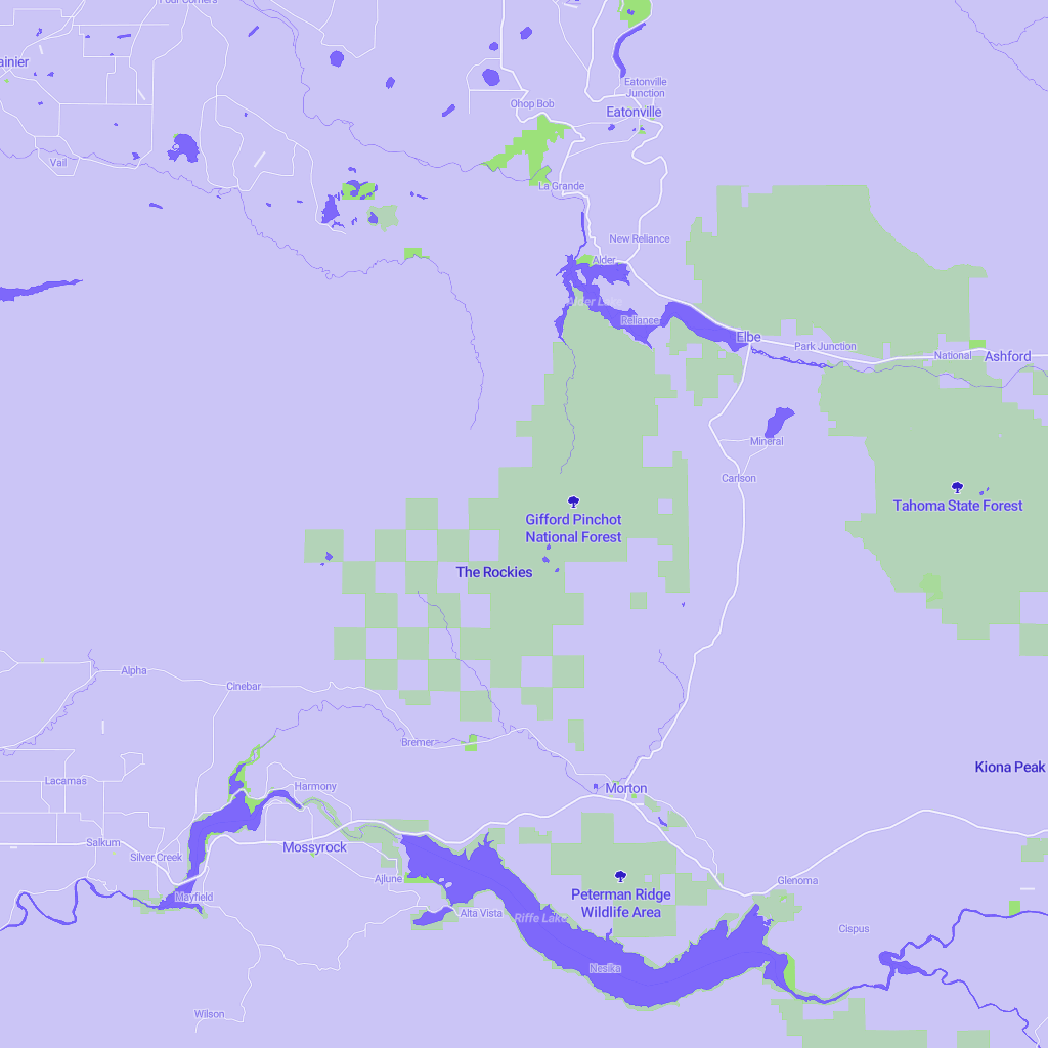 Four Corners
ainier
Eatonville
Junction
Ohop Bob
Eatonville
Vail
La Grande
New Reliance
Alder
Alder Lake
Reliance
Elbe
Park Junction
National
Ashford
Mineral
Carlson
Gifford Pinchot
National Forest
Tahoma State Forest
The Rockies
Alpha
Cinebar
Bremer
Kiona Peak
Lacamas
Harmony
Morton
Salkum
Mossyrock
Silver Creek
Ajlune
Glenoma
Mayfield
Peterman Ridge
Wildlife Area
Alta Vista
Riffe Lake
Cispus
Nesika
Wilson